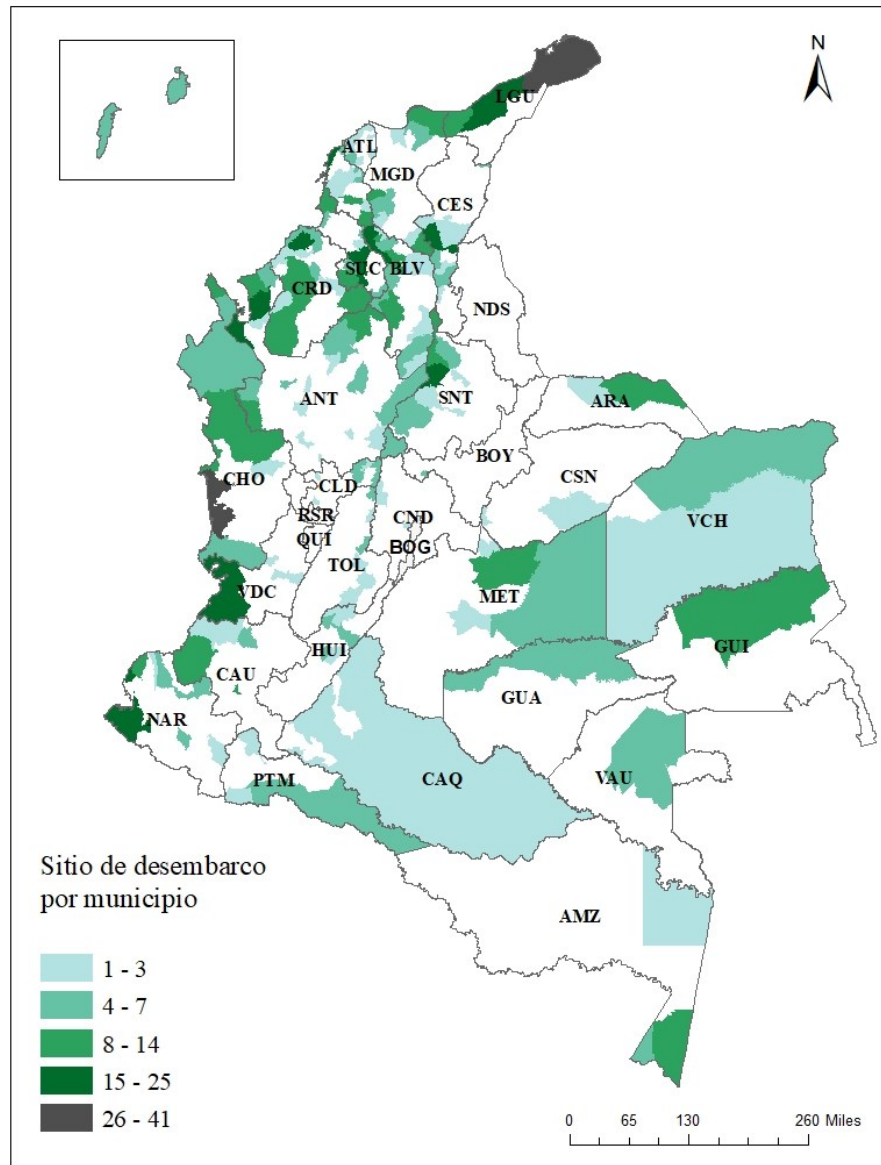 N
LGU
ATL
MGD
CES
SUC
BLV
CRD
NDS
ANT
SNT
ARA
BOY
CHO
CLD
CSN
RSR
CND
VCH
QUI
BOG
TOL
VDC
MET
HUI
GUI
CAU
GUA
NAR
PTM
CAQ
VAU
AMZ
Sitio de desembarco
por municipio
1 - 3
4 - 7
8 - 14
15 - 25
26 - 41
0 65 130 260 Miles